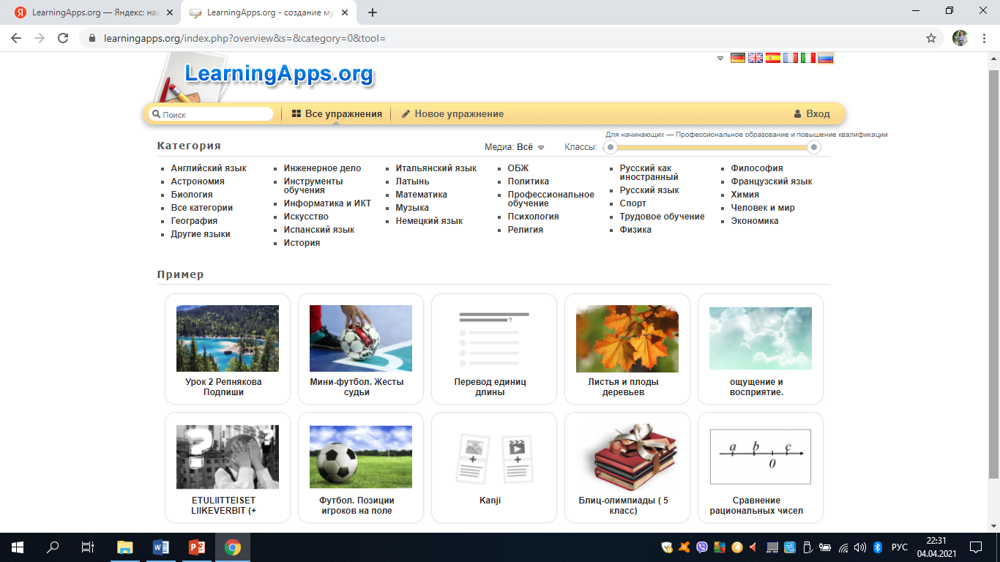 LearningApps.org — Яндекс: наш
LearningApps.org - создание му
learningapps.org/index.php?overview&s=&category=0&tool=
LearningApps.org
Поиск
Все упражнения
Новое упражнение
Вход
Для начинающих — Профессиональное образование и повышение квалификации
Категория
Медиа: Всё
Классы:
Английский язык
Астрономия
Биология
Все категории
География
Другие языки
Инженерное дело
Инструменты
обучения
Информатика и ИКТ
Искусство
Испанский язык
История
Итальянский язык
Латынь
Математика
Музыка
Немецкий язык
ОБЖ
Политика
Профессиональное
обучение
Психология
Религия
Русский как
иностранный
Русский язык
Спорт
Трудовое обучение
Физика
Философия
Французский язык
Химия
Человек и мир
Экономика
Пример
Урок 2 Репнякова
Подпиши
Мини-футбол. Жесты
судьи
?
Перевод единиц
длины
Листья и плоды
деревьев
ощущение и
восприятие.
?
ETULIITTEISET
LIIKEVERBIT (+
Футбол. Позиции
игроков на поле
Kanji
Блиц-олимпиады ( 5
класс)
a b c
0
Сравнение
рациональных чисел
РУС
22:31
04.04.2021